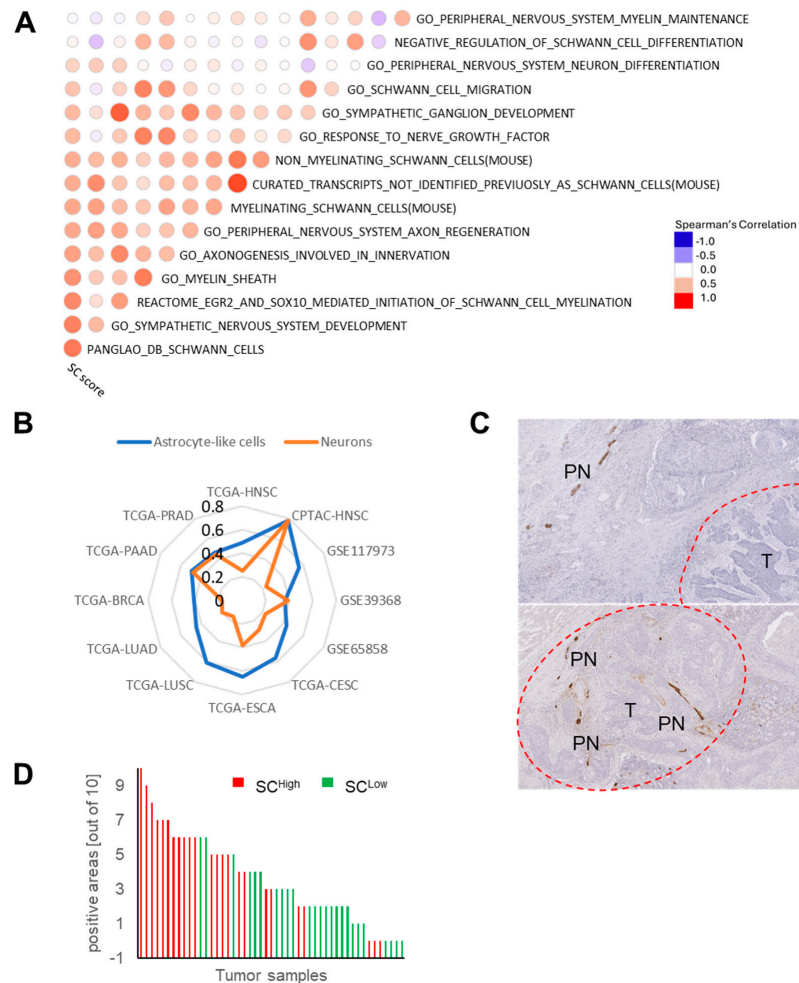 A
GO_PERIPHERAL_NERVOUS_SYSTEM_MYELIN_MAINTENANCE
NEGATIVE_REGULATION_OF_SCHWANN_CELL_DIFFERENTIATION
GO_PERIPHERAL_NERVOUS_SYSTEM_NEURON_DIFFERENTIATION
GO_SCHWANN_CELL_MIGRATION
GO_SYMPATHETIC_GANGLION_DEVELOPMENT
GO_RESPONSE_TO_NERVE_GROWTH_FACTOR
NON_MYELINATING_SCHWANN_CELLS(MOUSE)
CURATED_TRANSCRIPTS_NOT_IDENTIFIED_PREVIUOSLY_AS_SCHWANN_CELLS(MOUSE)
MYELINATING_SCHWANN_CELLS(MOUSE)
GO_PERIPHERAL_NERVOUS_SYSTEM_AXON_REGENERATION
GO_AXONOGENESIS_INVOLVED_IN_INNERVATION
GO_MYELIN_SHEATH
REACTOME_EGR2_AND_SOX10_MEDIATED_INITIATION_OF_SCHWANN_CELL_MYELINATION
GO_SYMPATHETIC_NERVOUS_SYSTEM_DEVELOPMENT
PANGLAO_DB_SCHWANN_CELLS
SC score
Spearman's Correlation
-1.0
-0.5
0.0
0.5
1.0
B
Astrocyte-like cells Neurons
TCGA-HNSC
CPTAC-HNSC
GSE117973
GSE39368
GSE65858
TCGA-CESC
TCGA-ESCA
TCGA-LUSC
TCGA-LUAD
TCGA-BRCA
TCGA-PAAD
TCGA-PRAD
0.8
0.6
0.4
0.2
0
C
PN
T
PN
T
PN
PN
D
SCHigh SCLow
positive areas [out of 10]
9
7
5
3
1
-1
Tumor samples